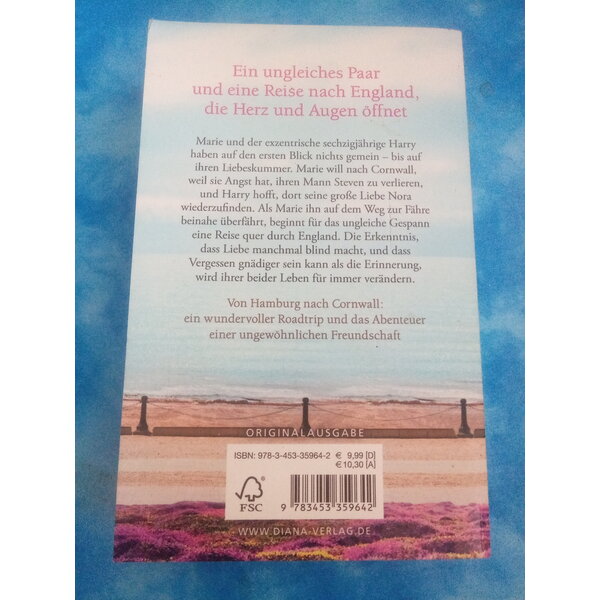 Ein ungleiches Paar
und eine Reise nach England,
die Herz und Augen öffnet
Marie und der exzentrische sechzigjährige Harry
haben auf den ersten Blick nichts gemein – bis auf
ihren Liebeskummer. Marie will nach Cornwall,
weil sie Angst hat, ihren Mann Steven zu verlieren,
und Harry hofft, dort seine große Liebe Nora
wiederzufinden. Als Marie ihn auf dem Weg zur Fähre
beinahe überfährt, beginnt für das ungleiche Gespann
eine Reise quer durch England. Die Erkenntnis,
dass Liebe manchmal blind macht, und dass
Vergessen gnädiger sein kann als die Erinnerung,
wird ihrer beider Leben für immer verändern.
Von Hamburg nach Cornwall:
ein wundervoller Roadtrip und das Abenteuer
einer ungewöhnlichen Freundschaft
ORIGINALAUSGABE
ISBN: 978-3-453-35964-2 € 9,99 [D]
€ 10,30 [A]
FSC
9 783453 359642
WWW.DIANA-VERLAG.DE